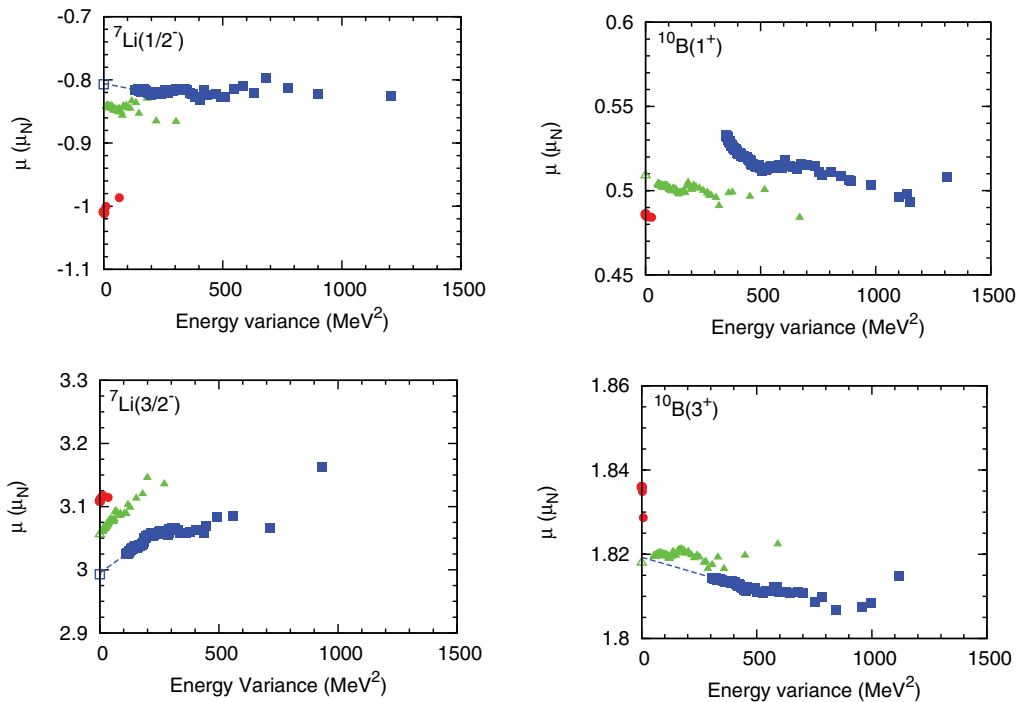 -0.7
-0.8
-0.9
-1
-1.1
μ (μN)
7Li(1/2-)
0 500 1000 1500
Energy variance (MeV2)
0.6
0.55
0.5
0.45
μ (μN)
10B(1+)
0 500 1000 1500
Energy variance (MeV2)
3.3
3.2
3.1
3
2.9
μ (μN)
7Li(3/2-)
0 500 1000 1500
Energy Variance (MeV2)
1.86
1.84
1.82
1.8
μ (μN)
10B(3+)
0 500 1000 1500
Energy variance (MeV2)